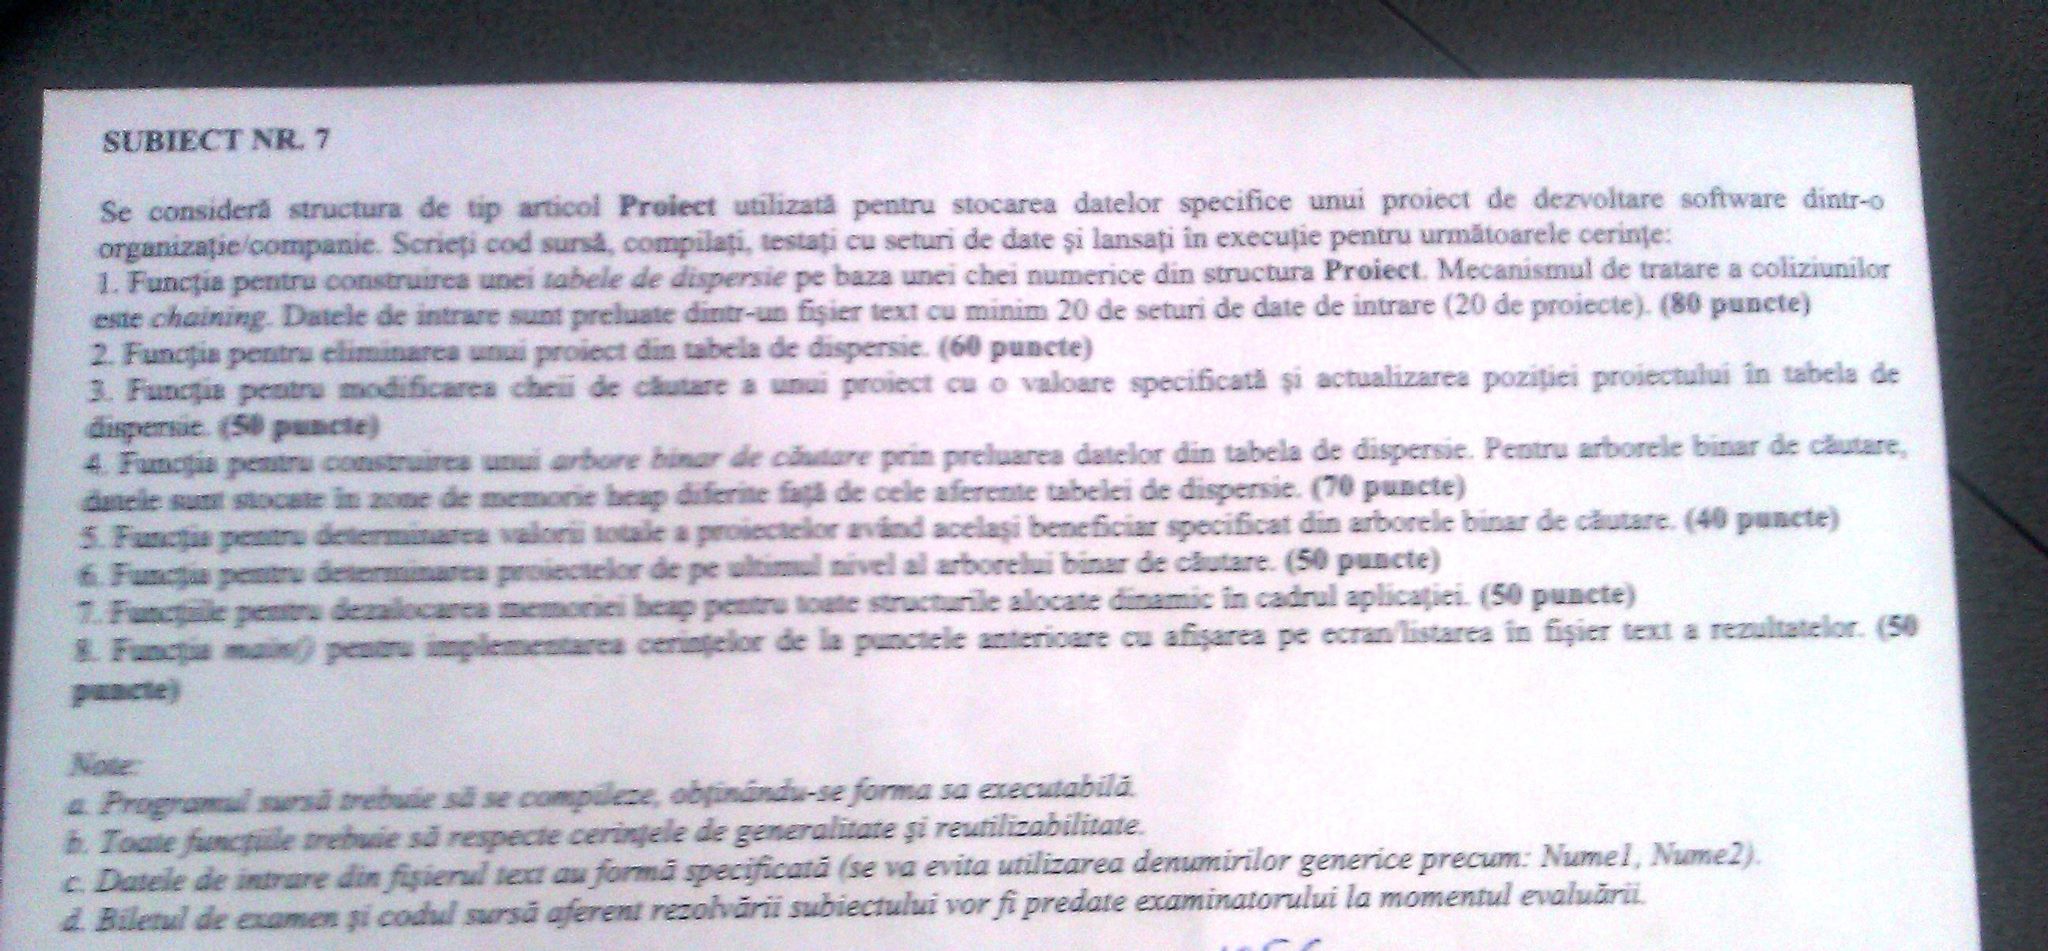 SUBIECT NR. 7
Se consideră structura de tip articol Proiect utilizată pentru stocarea datelor specifice unui proiect de dezvoltare software dintr-o
organizație/companie. Scrieți cod sursă, compilați, testați cu seturi de date și lansați în execuție pentru următoarele cerințe:
1. Funcția pentru construirea unei tabele de dispersie pe baza unei chei numerice din structura Proiect. Mecanismul de tratare a coliziunilor
este chaining. Datele de intrare sunt preluate dintr-un fișier text cu minim 20 de seturi de date de intrare (20 de proiecte). (80 puncte)
2. Funcția pentru eliminarea unui proiect din tabela de dispersie. (60 puncte)
3. Funcția pentru modificarea cheii de căutare a unui proiect cu o valoare specificată și actualizarea poziției proiectului în tabela de
dispersie. (50 puncte)
4. Funcția pentru construirea unui arbore binar de căutare prin preluarea datelor din tabela de dispersie. Pentru arborele binar de căutare,
datele sunt stocate în zone de memorie heap diferite față de cele aferente tabelei de dispersie. (70 puncte)
5. Funcția pentru determinarea valorii totale a proiectelor având același beneficiar specificat din arborele binar de căutare. (40 puncte)
6. Funcția pentru determinarea proiectelor de pe ultimul nivel al arborelui binar de căutare. (50 puncte)
7. Funcțiile pentru dezalocarea memoriei heap pentru toate structurile alocate dinamic în cadrul aplicației. (50 puncte)
8. Funcția main() pentru implementarea cerințelor de la punctele anterioare cu afișarea pe ecran/listarea în fișier text a rezultatelor. (50
puncte)
Note:
a. Programul sursă trebuie să se compileze, obținându-se forma sa executabilă.
b. Toate funcțiile trebuie să respecte cerințele de generalitate și reutilizabilitate.
c. Datele de intrare din fișierul text au formă specificată (se va evita utilizarea denumirilor generice precum: Nume1, Nume2).
d. Biletul de examen și codul sursă aferent rezolvării subiectului vor fi predate examinatorului la momentul evaluării.